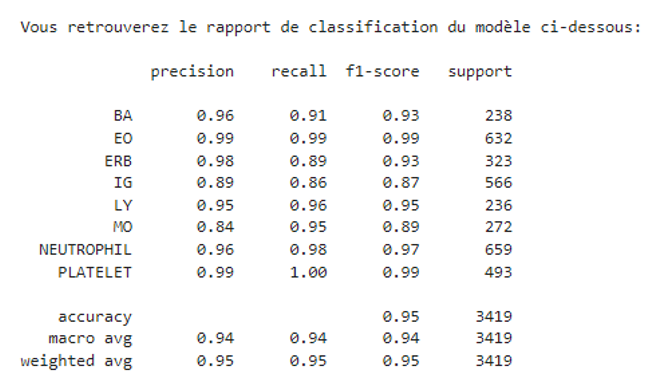 Vous retrouverez le rapport de classification du modèle ci-dessous:
precision recall f1-score support
BA 0.96 0.91 0.93 238
EO 0.99 0.99 0.99 632
ERB 0.98 0.89 0.93 323
IG 0.89 0.86 0.87 566
LY 0.95 0.96 0.95 236
MO 0.84 0.95 0.89 272
NEUTROPHIL 0.96 0.98 0.97 659
PLATELET 0.99 1.00 0.99 493
accuracy 0.95 3419
macro avg 0.94 0.94 0.94 3419
weighted avg 0.95 0.95 0.95 3419